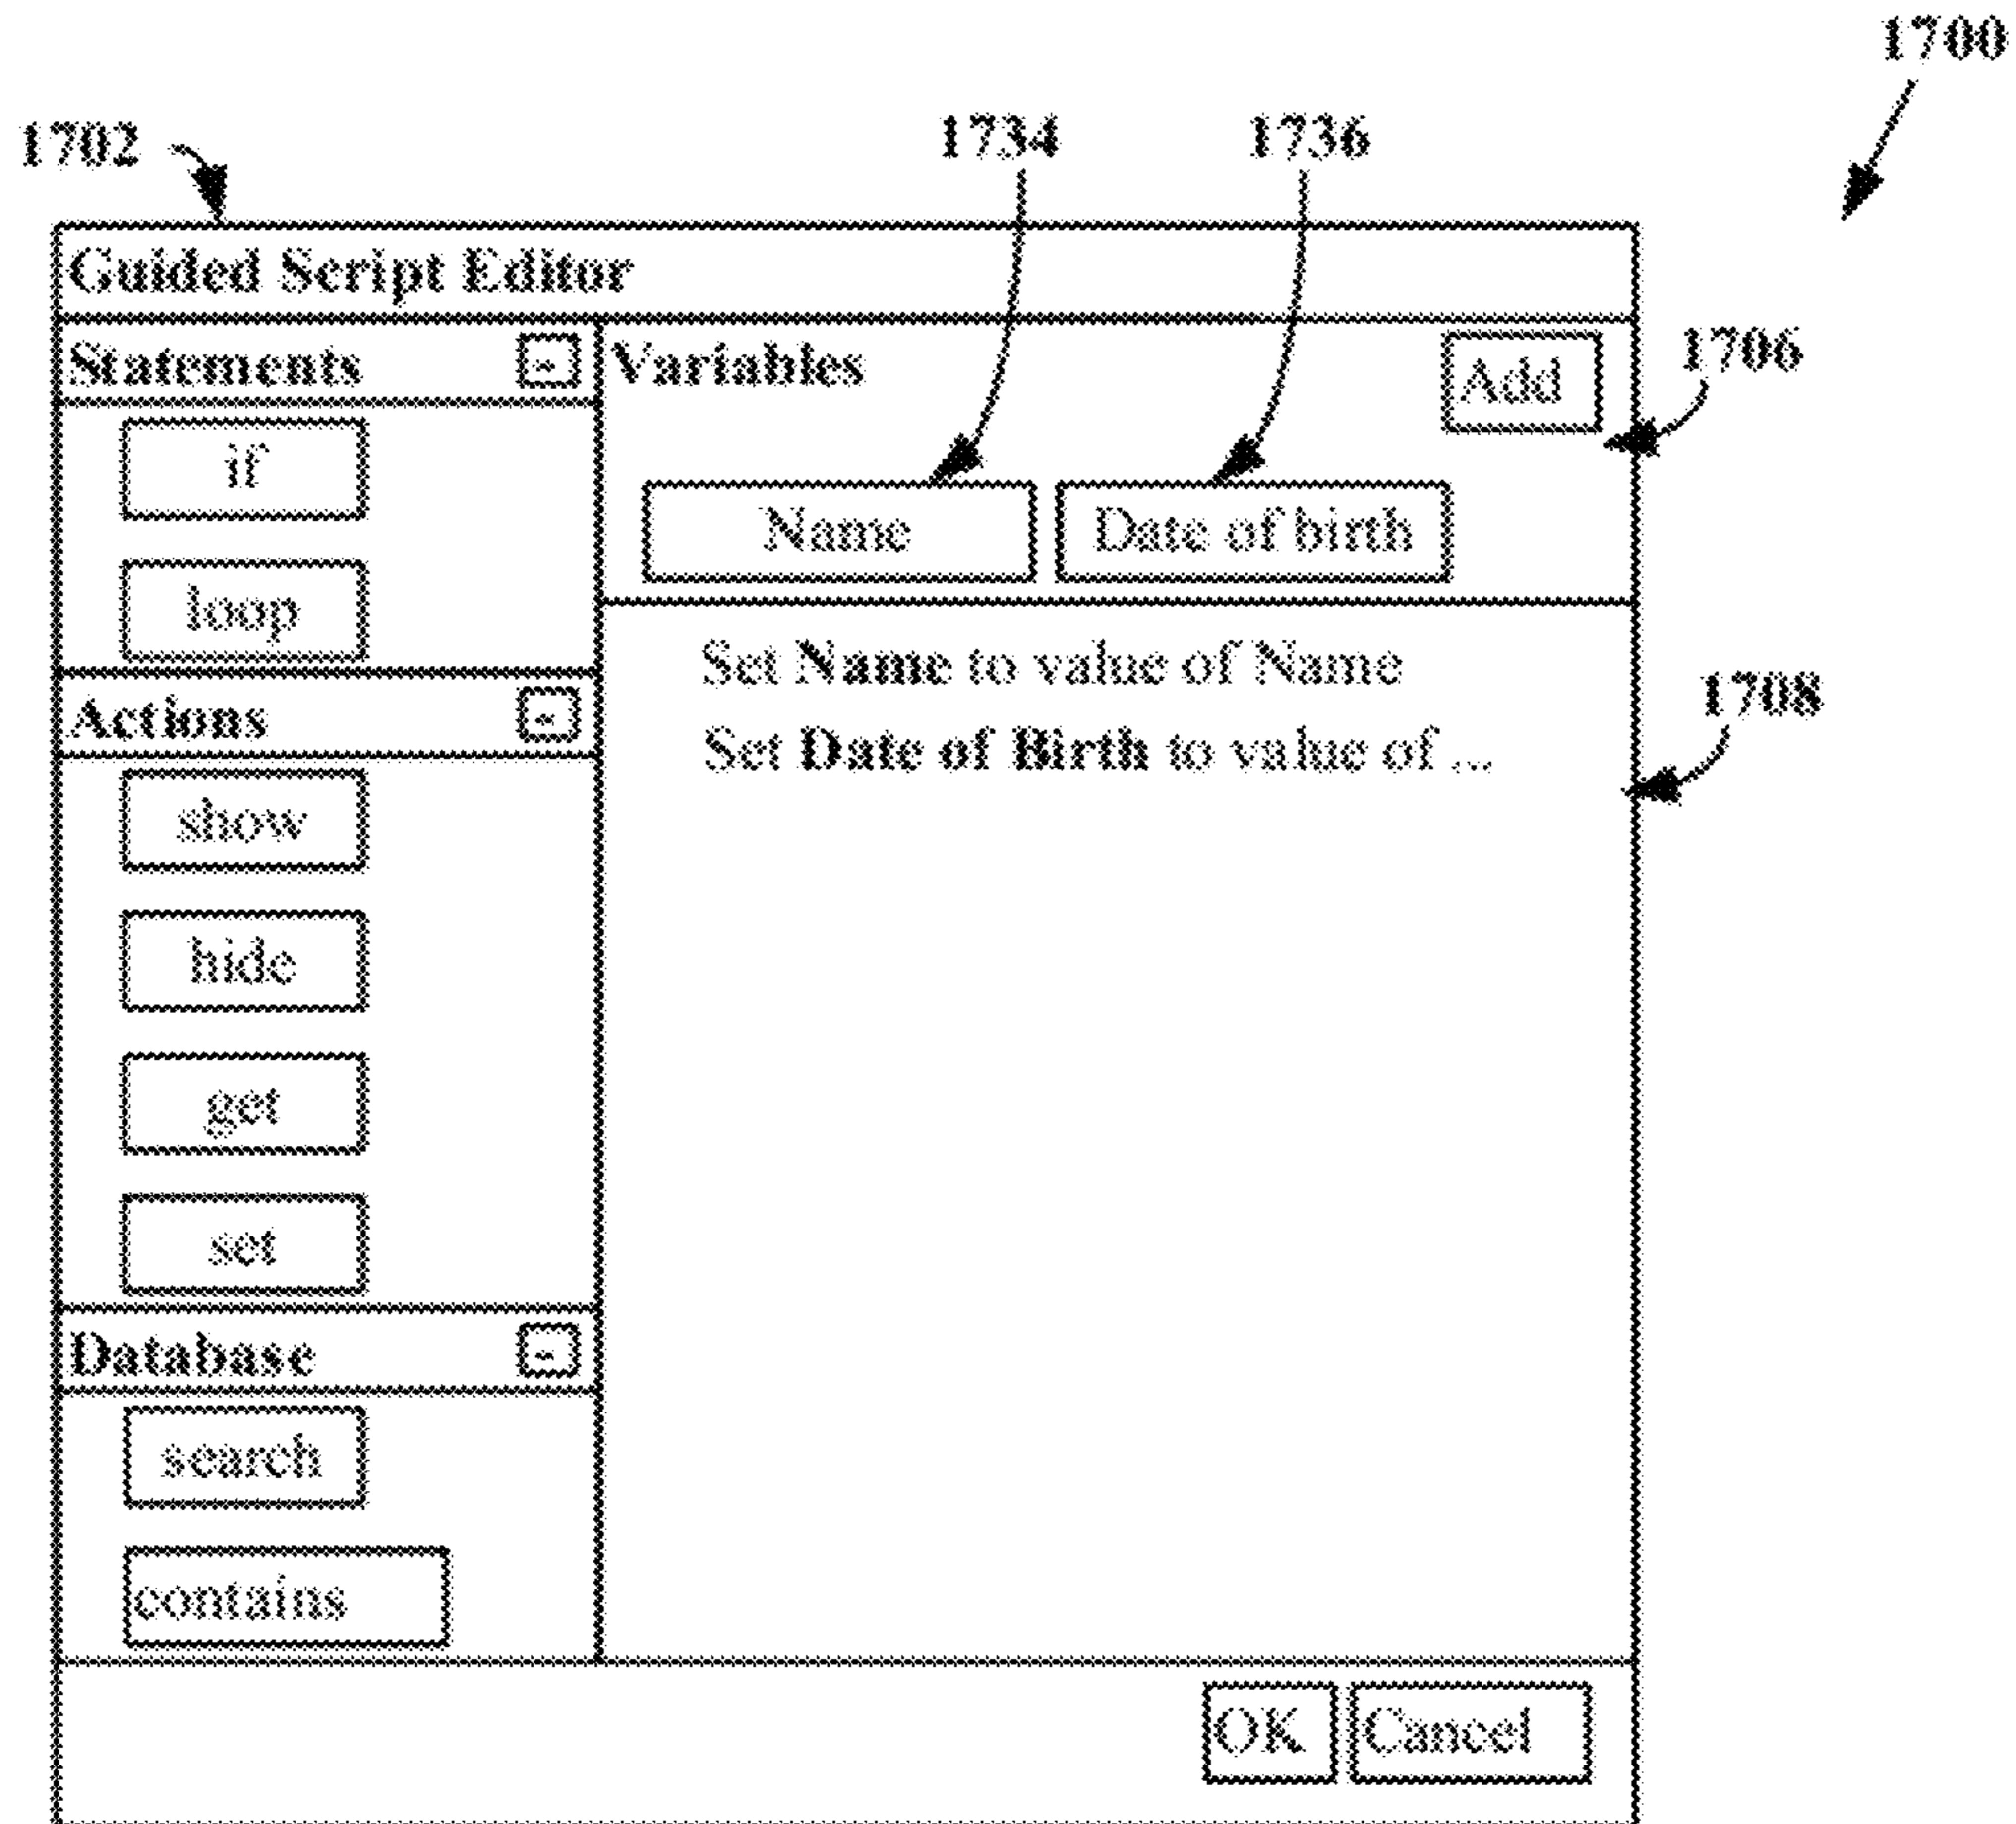 1700
1702
1734
1736
Guided Script Editor
Statements -
Variables
Add
1706
if
Name
Date of birth
loop
Set Name to value of Name
Actions -
1708
Set Date of Birth to value of ...
show
hide
get
set
Database -
search
contains
OK
Cancel